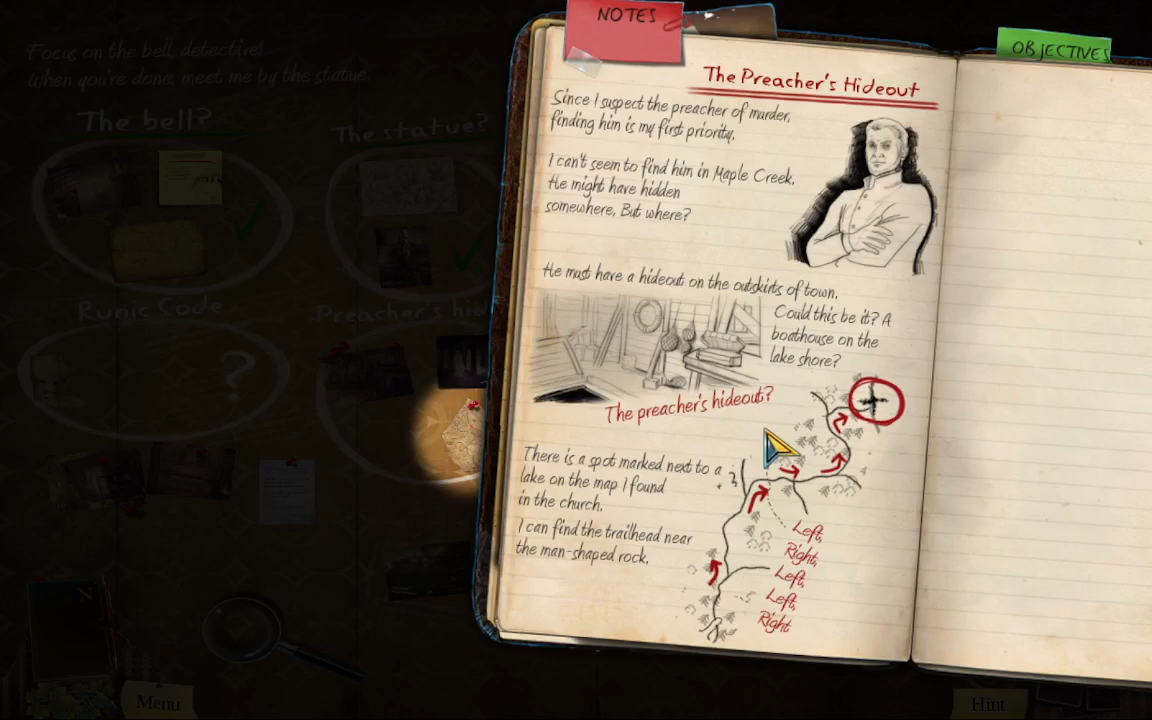 Focus on the bell, detective!
When you're done, meet me by the statue.
The bell?
The statue?
Runic Code
Preacher's hid
?
NOTES
OBJECTIVES
The Preacher's Hideout
Since I suspect the preacher of murder,
finding him is my first priority.
I can't seem to find him in Maple Creek.
He might have hidden
somewhere. But where?
He must have a hideout on the outskirts of town.
Could this be it? A
boathouse on the
lake shore?
The preacher's hideout?
There is a spot marked next to a
lake on the map I found
in the church.
I can find the trailhead near
the man-shaped rock.
Left,
Right,
Left,
Left,
Right
Menu
Hint